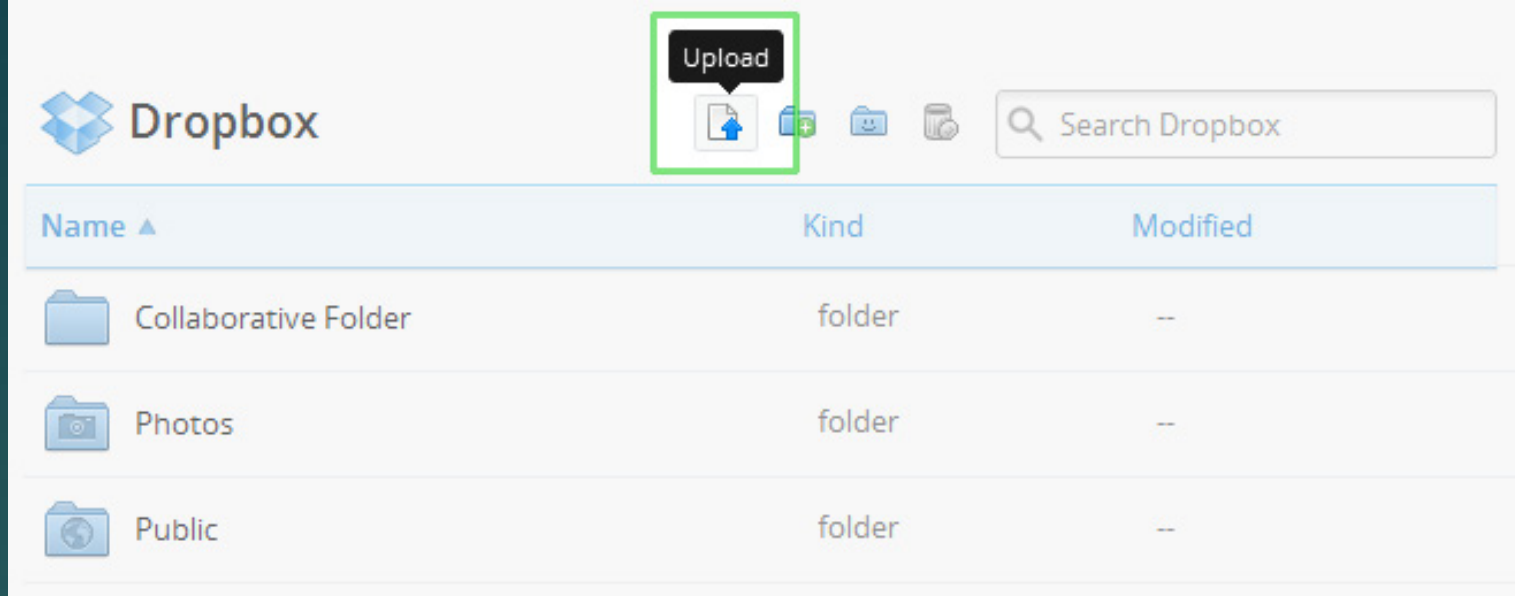 Upload
Dropbox
Search Dropbox
Name Kind Modified
Collaborative Folder folder --
Photos folder --
Public folder --